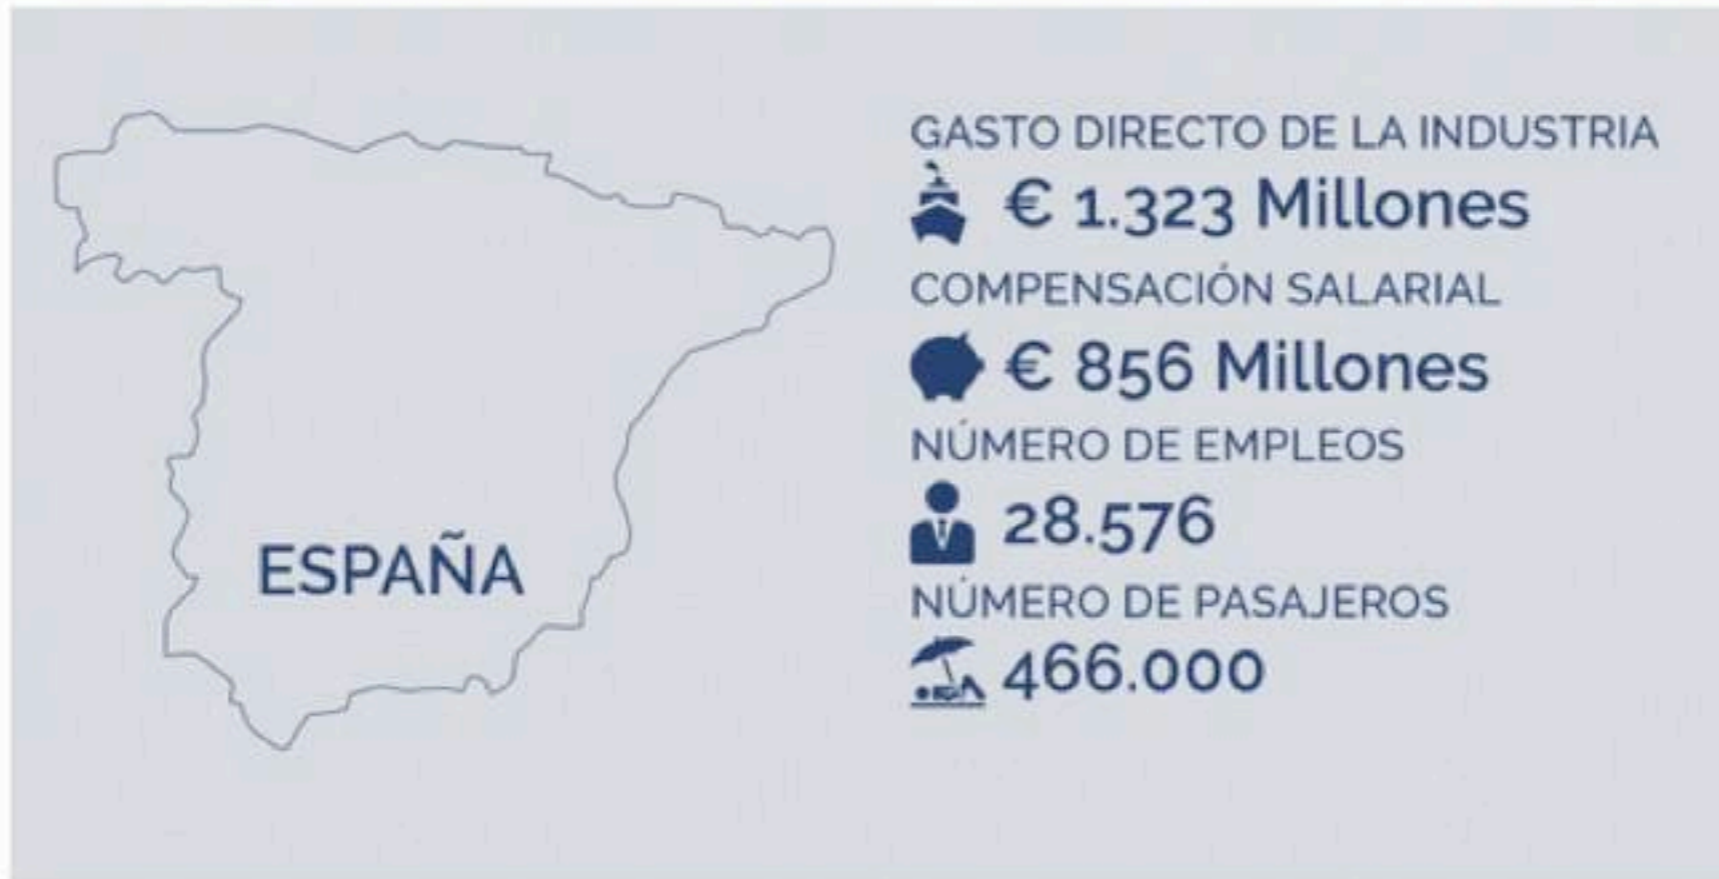 GASTO DIRECTO DE LA INDUSTRIA
€ 1.323 Millones
COMPENSACIÓN SALARIAL
€ 856 Millones
NÚMERO DE EMPLEOS
28.576
NÚMERO DE PASAJEROS
466.000
ESPAÑA